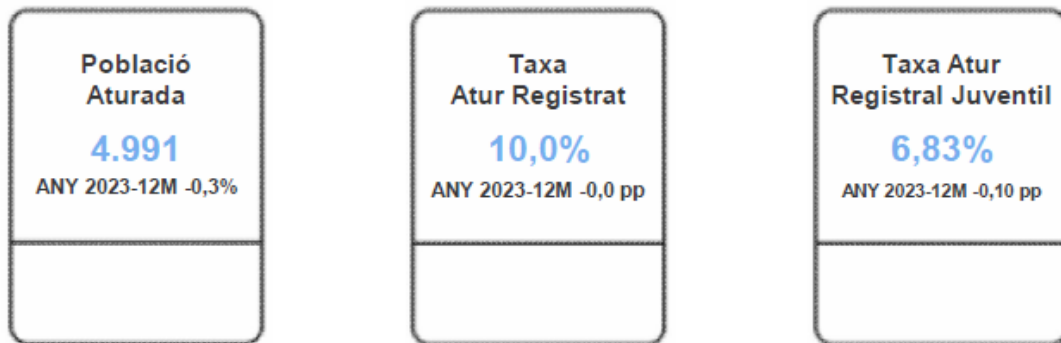 Població
Aturada
4.991
ANY 2023-12M -0,3%
Taxa
Atur Registrat
10,0%
ANY 2023-12M -0,0 pp
Taxa Atur
Registral Juventil
6,83%
ANY 2023-12M -0,10 pp